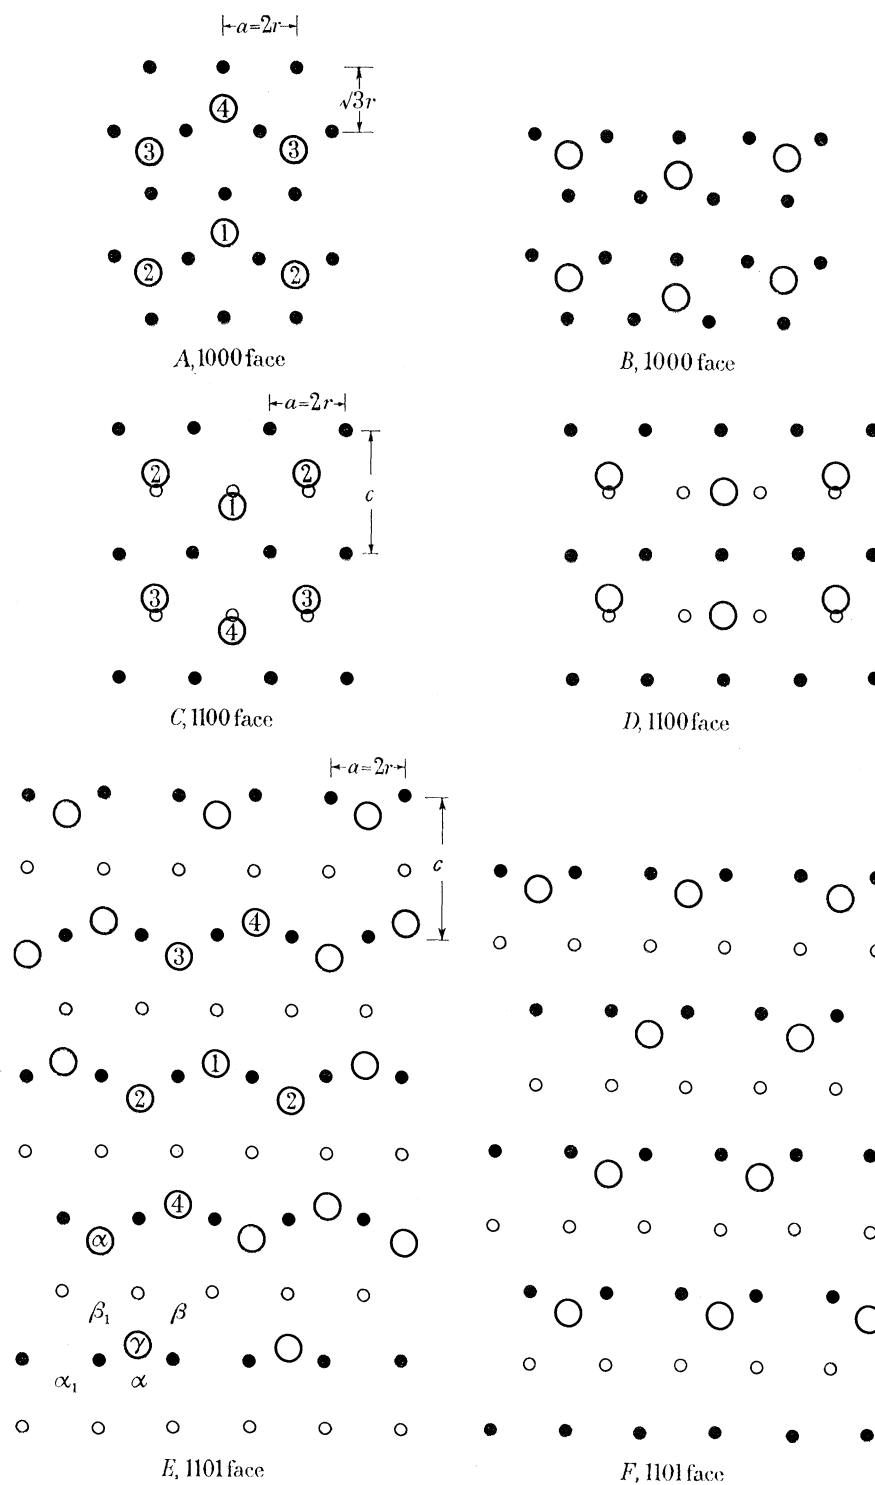 a=2r
√3r
4
3 3
1
2 2
A, 1000 face
B, 1000 face
a=2r
2 2
1
c
3 3
4
C, 1100 face
D, 1100 face
a=2r
c
4
3
1
2 2
4
α
β₁ β
γ
α₁ α
E, 1101 face
F, 1101 face